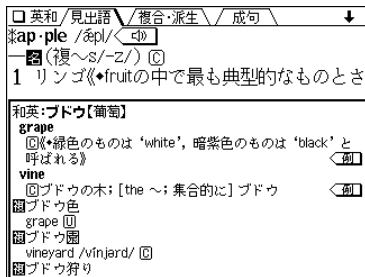 英和 見出語 複合・派生 成句
ap・ple /ǽpl/
━名(複~s/-z/) C
1 リンゴ《◆fruitの中で最も典型的なものとさ
和英:ブドウ【葡萄】
grape
C《◆緑色のものは ‘white’, 暗紫色のものは ‘black’ と
呼ばれる》 例
vine
Cブドウの木; [the ~; 集合的に] ブドウ 例
複ブドウ色
grape U
複ブドウ園
vineyard /vínjərd/ C
複ブドウ狩り